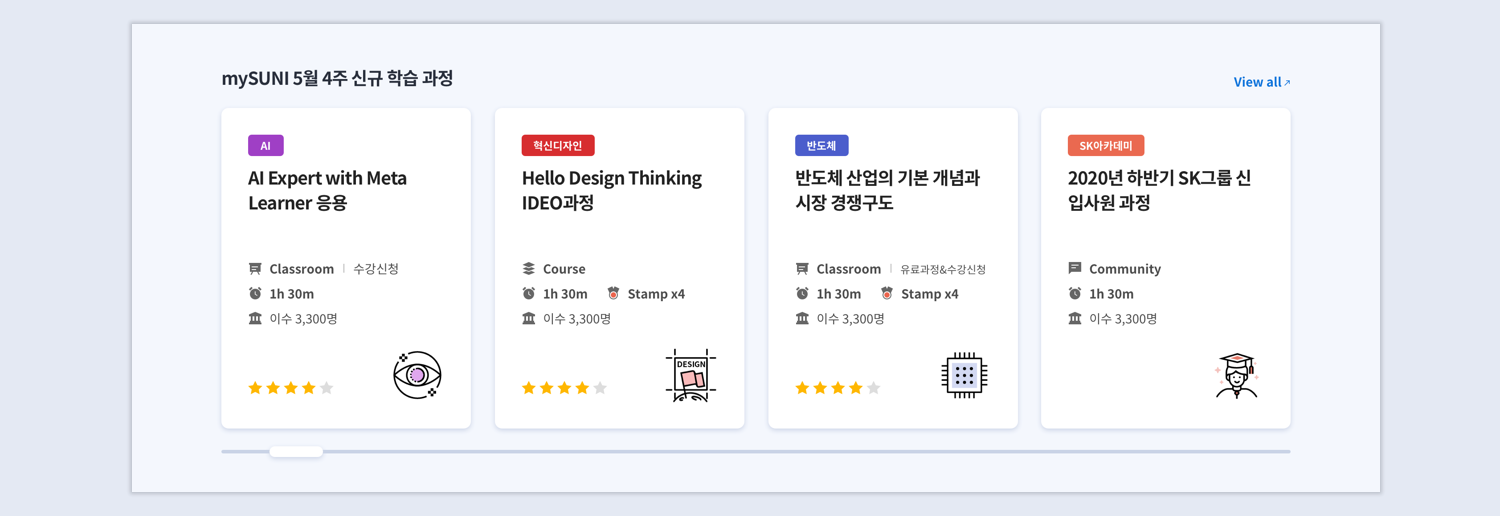 mySUNI 5월 4주 신규 학습 과정
View all
AI
AI Expert with Meta
Learner 응용
Classroom | 수강신청
1h 30m
이수 3,300명
혁신디자인
Hello Design Thinking
IDEO과정
Course
1h 30m Stamp x4
이수 3,300명
DESIGN
반도체
반도체 산업의 기본 개념과
시장 경쟁구도
Classroom | 유료과정&수강신청
1h 30m Stamp x4
이수 3,300명
SK아카데미
2020년 하반기 SK그룹 신
입사원 과정
Community
1h 30m
이수 3,300명